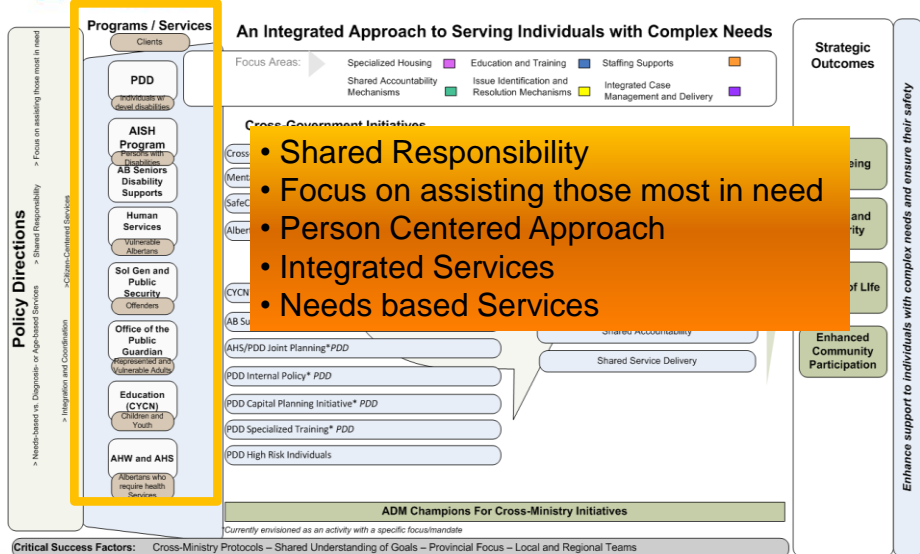 Programs / Services
An Integrated Approach to Serving Individuals with Complex Needs
Clients
Focus Areas:
Specialized Housing
Education and Training
Staffing Supports
Shared Accountability
Mechanisms
Issue Identification and
Resolution Mechanisms
Integrated Case
Management and Delivery
Strategic
Outcomes
Policy Directions
> Needs-based vs. Diagnosis- or Age-based Services
> Shared Responsibility
> Focus on assisting those most in need
> Integration and Coordination
>Citizen-Centered Services
PDD
Individuals w/
devel disabilities
AISH
Program
Persons with
Disabilities
AB Seniors
Disability
Supports
Human
Services
Vulnerable
Albertans
Sol Gen and
Public
Security
Offenders
Office of the
Public
Guardian
Represented and
Vulnerable Adults
Education
(CYCN)
Children and
Youth
AHW and AHS
Albertans who
require health
Services
Cross-Government Initiatives
• Shared Responsibility
• Focus on assisting those most in need
• Person Centered Approach
• Integrated Services
• Needs based Services
AHS/PDD Joint Planning*PDD
PDD Internal Policy* PDD
PDD Capital Planning Initiative* PDD
PDD Specialized Training* PDD
PDD High Risk Individuals
Shared Accountability
Shared Service Delivery
and
of LIfe
Enhanced
Community
Participation
Enhance support to individuals with complex needs and ensure their safety
ADM Champions For Cross-Ministry Initiatives
*Currently envisioned as an activity with a specific focus/mandate
Critical Success Factors: Cross-Ministry Protocols – Shared Understanding of Goals – Provincial Focus – Local and Regional Teams